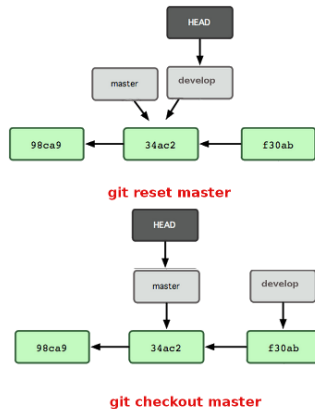 HEAD
master
develop
98ca9
34ac2
f30ab
git reset master
HEAD
master
develop
98ca9
34ac2
f30ab
git checkout master